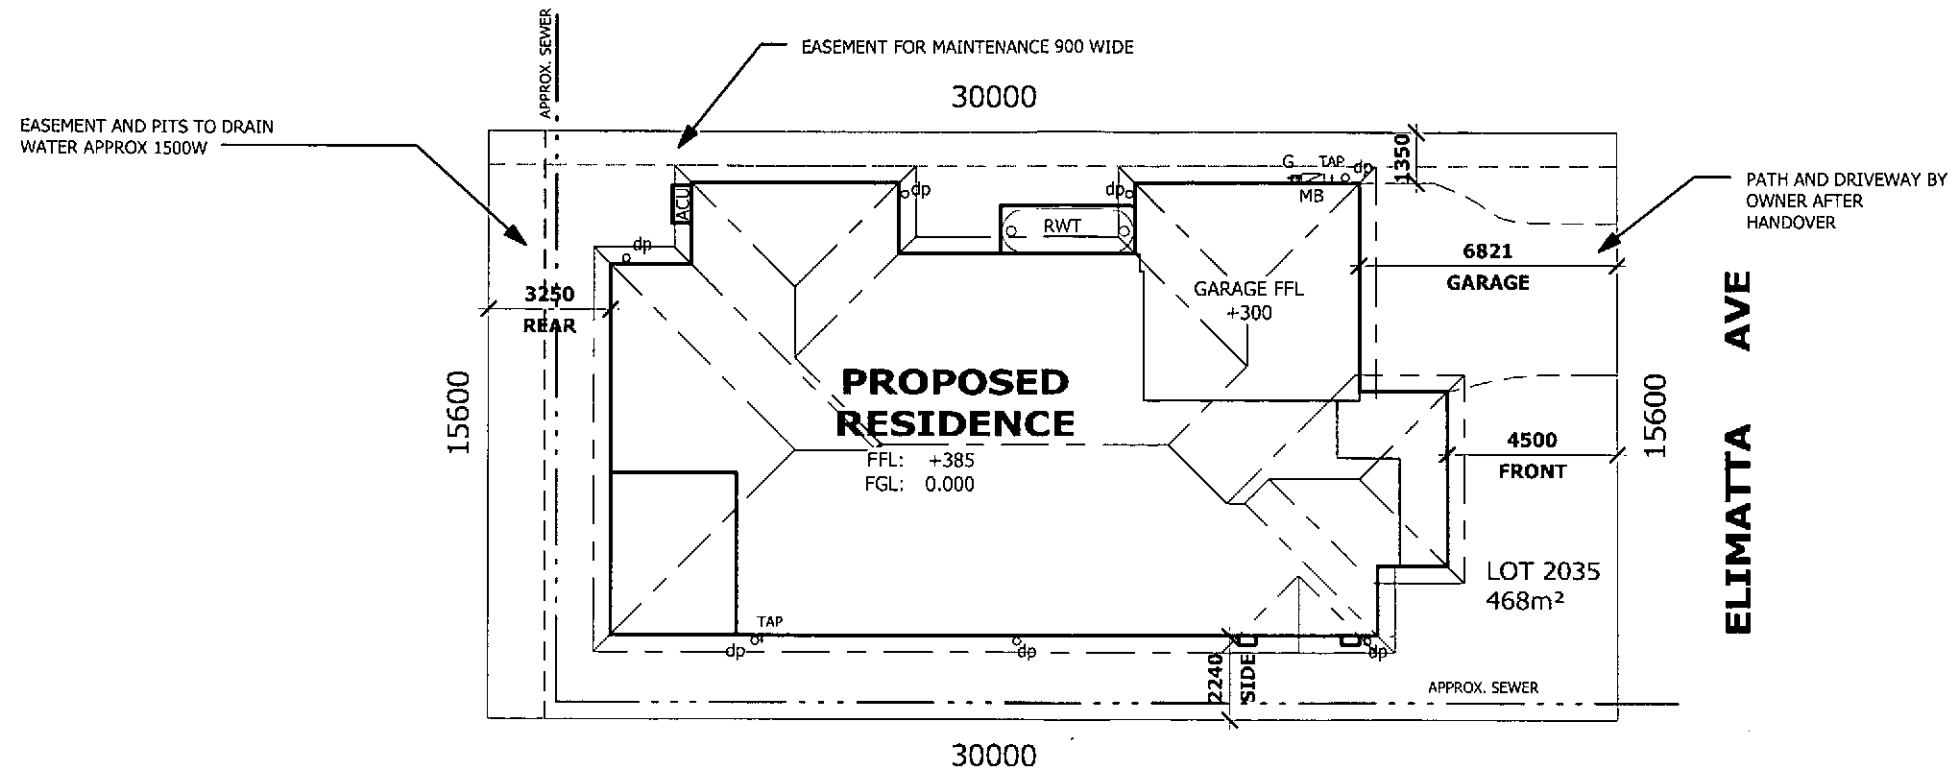 APPROX. SEWER
EASEMENT FOR MAINTENANCE 900 WIDE
30000
EASEMENT AND PITS TO DRAIN
WATER APPROX 1500W
1350
G
TAP
dp
MB
PATH AND DRIVEWAY BY
OWNER AFTER
HANDOVER
ACU
dp
dp
RWT
dp
6821
GARAGE
GARAGE FFL
+300
3250
REAR
15600
PROPOSED
RESIDENCE
FFL: +385
FGL: 0.000
4500
FRONT
15600
ELIMATTA AVE
LOT 2035
468m²
TAP
dp
dp
dp
2240
SIDE
APPROX. SEWER
30000